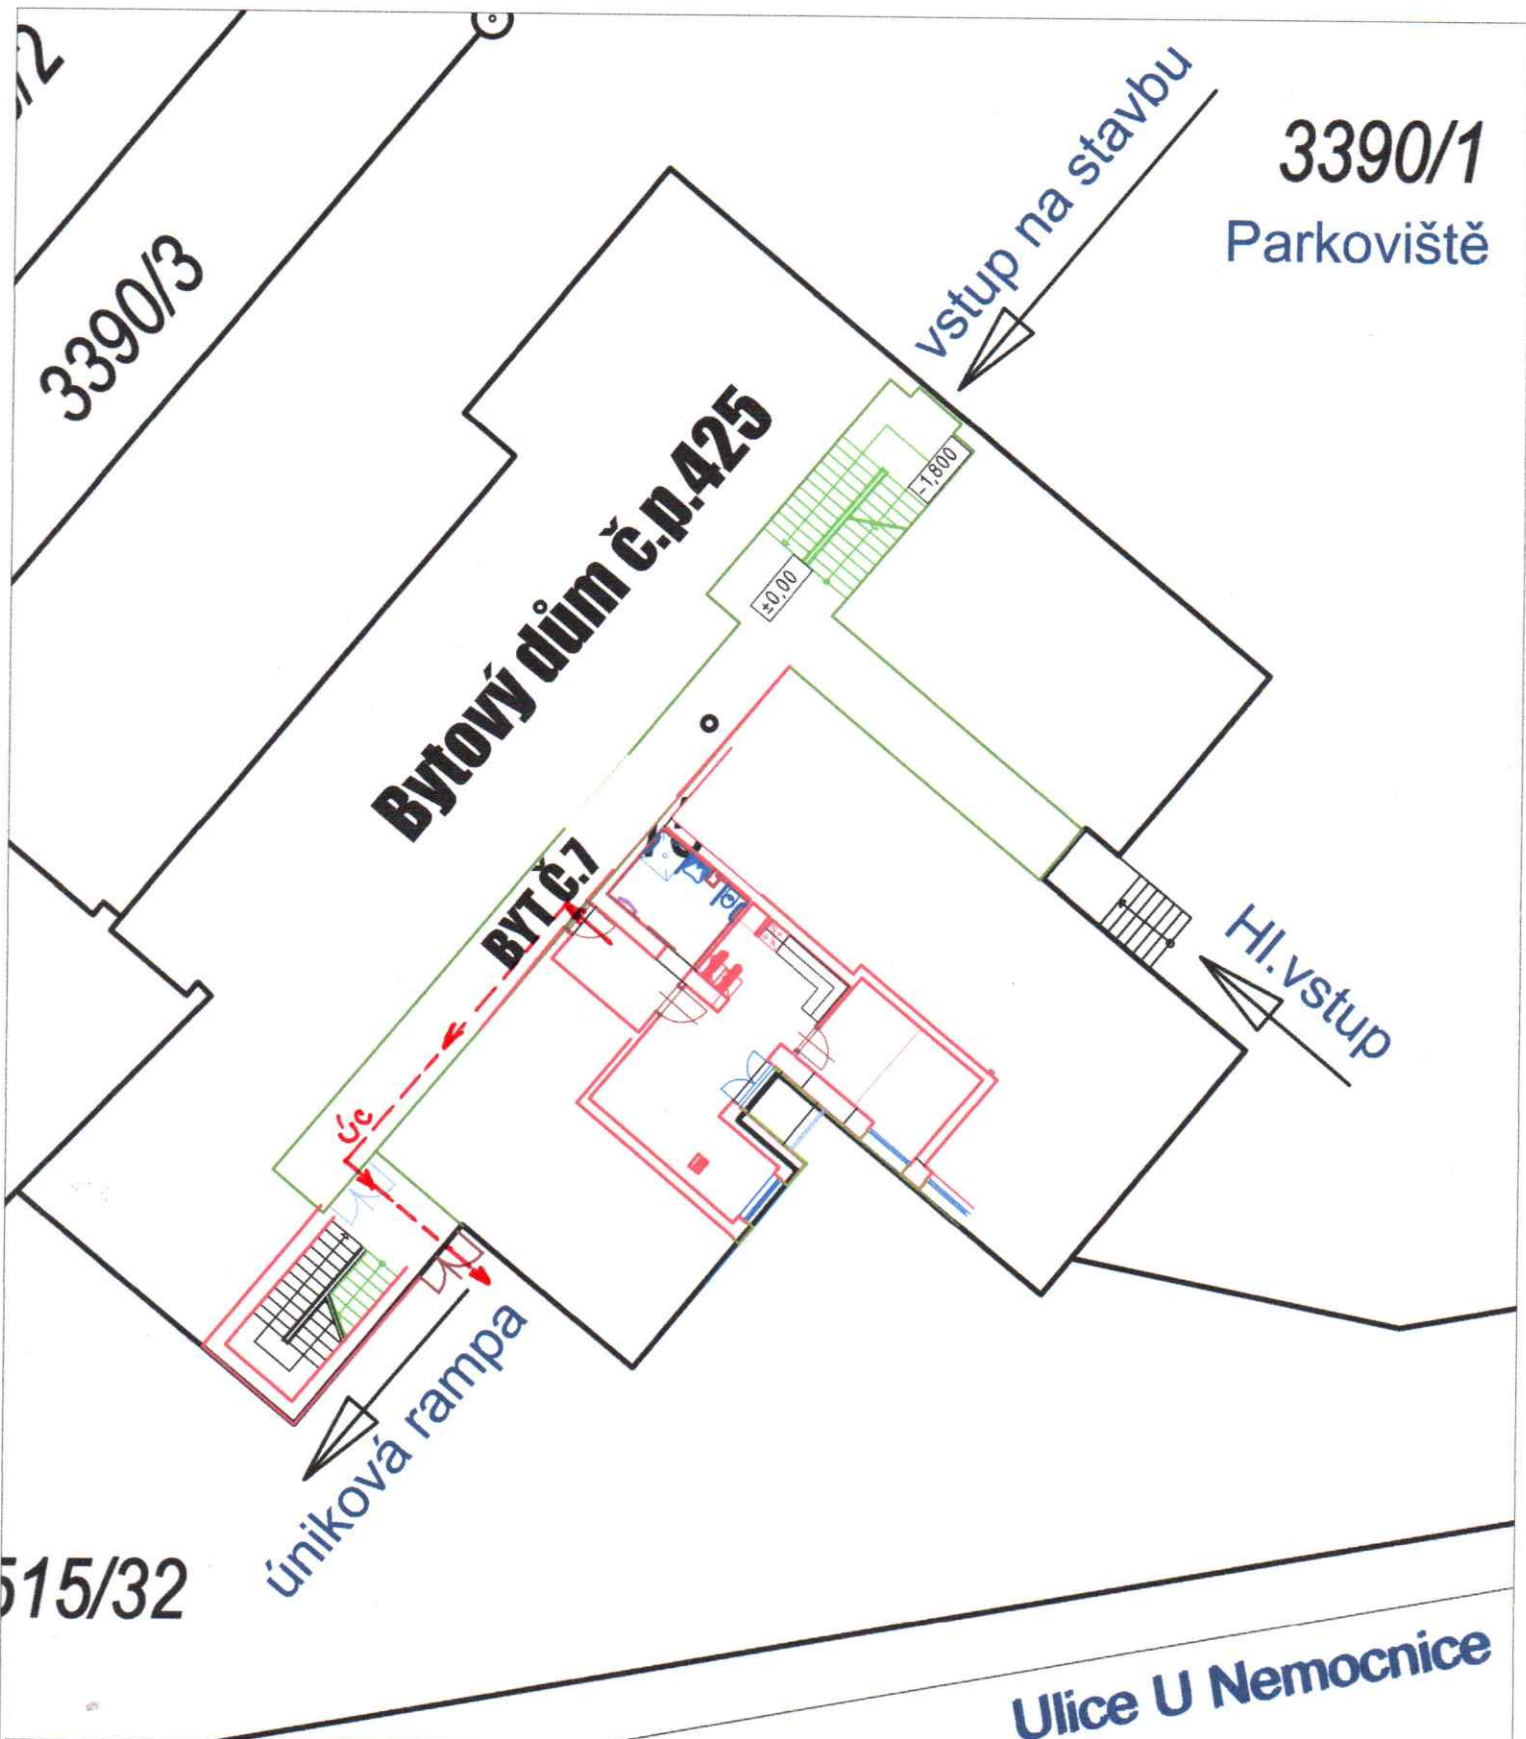 vstup na stavbu
3390/1
Parkoviště
3390/3
Bytový dům č.p.425
-1,800
±0,00
BYT Č.7
Hl.vstup
ÚC
úniková rampa
515/32
Ulice U Nemocnice